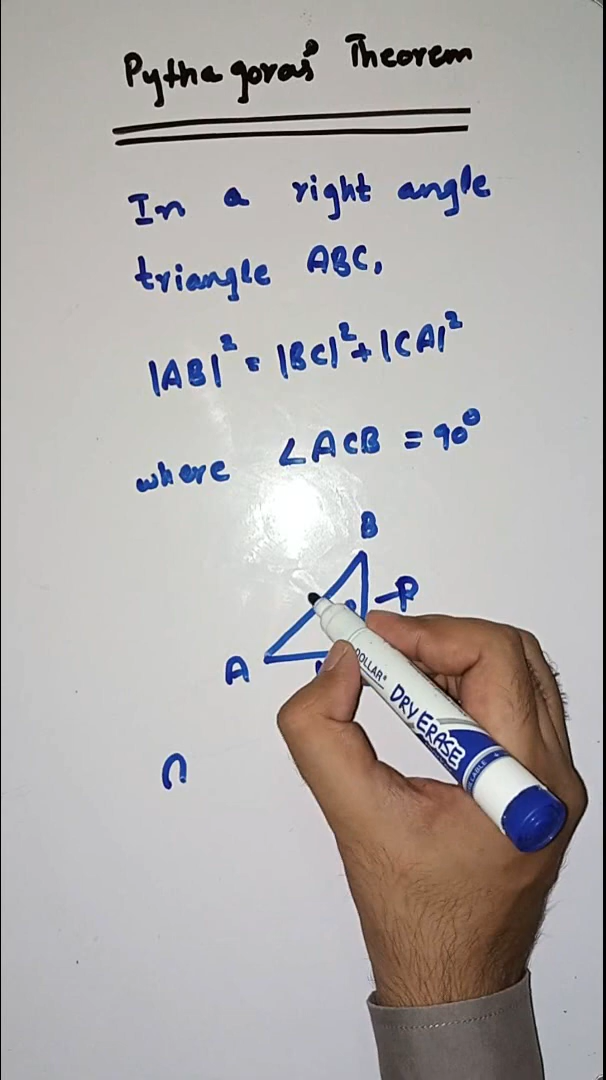 Pythagoras' Theorem
In a right angle
triangle ABC,
|AB|² = |BC|² + |CA|²
where ∠ACB = 90°
B
P
A
DOLLAR®
DRY ERASE